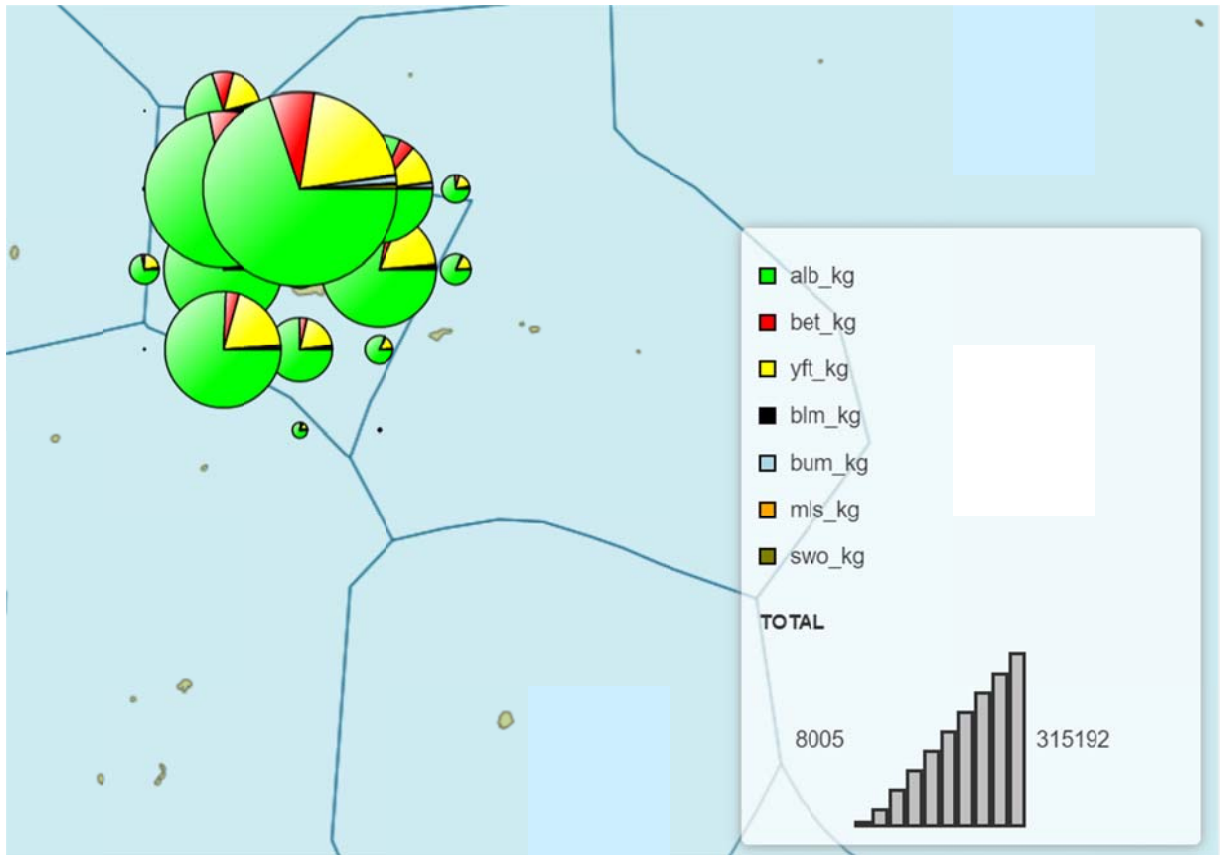 alb_kg
bet_kg
yft_kg
blm_kg
bum_kg
mls_kg
swo_kg
TOTAL
8005
315192